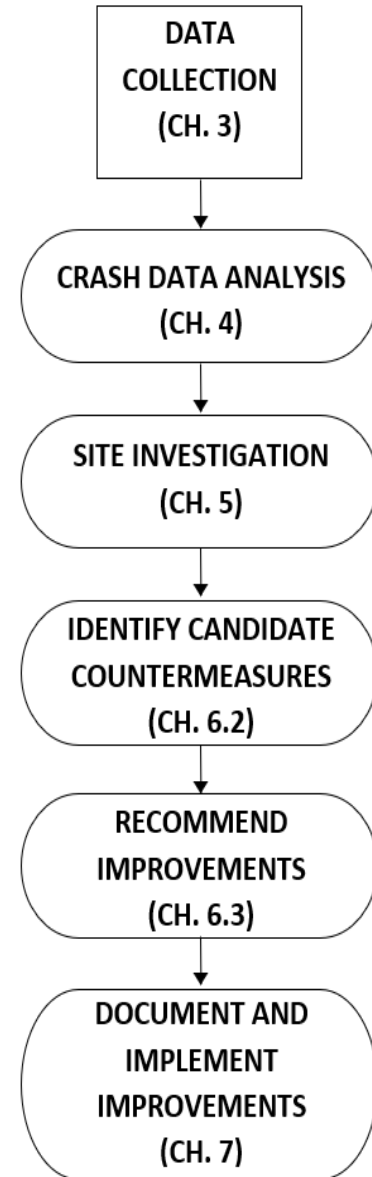 DATA
COLLECTION
(CH. 3)
CRASH DATA ANALYSIS
(CH. 4)
SITE INVESTIGATION
(CH. 5)
IDENTIFY CANDIDATE
COUNTERMEASURES
(CH. 6.2)
RECOMMEND
IMPROVEMENTS
(CH. 6.3)
DOCUMENT AND
IMPLEMENT
IMPROVEMENTS
(CH. 7)